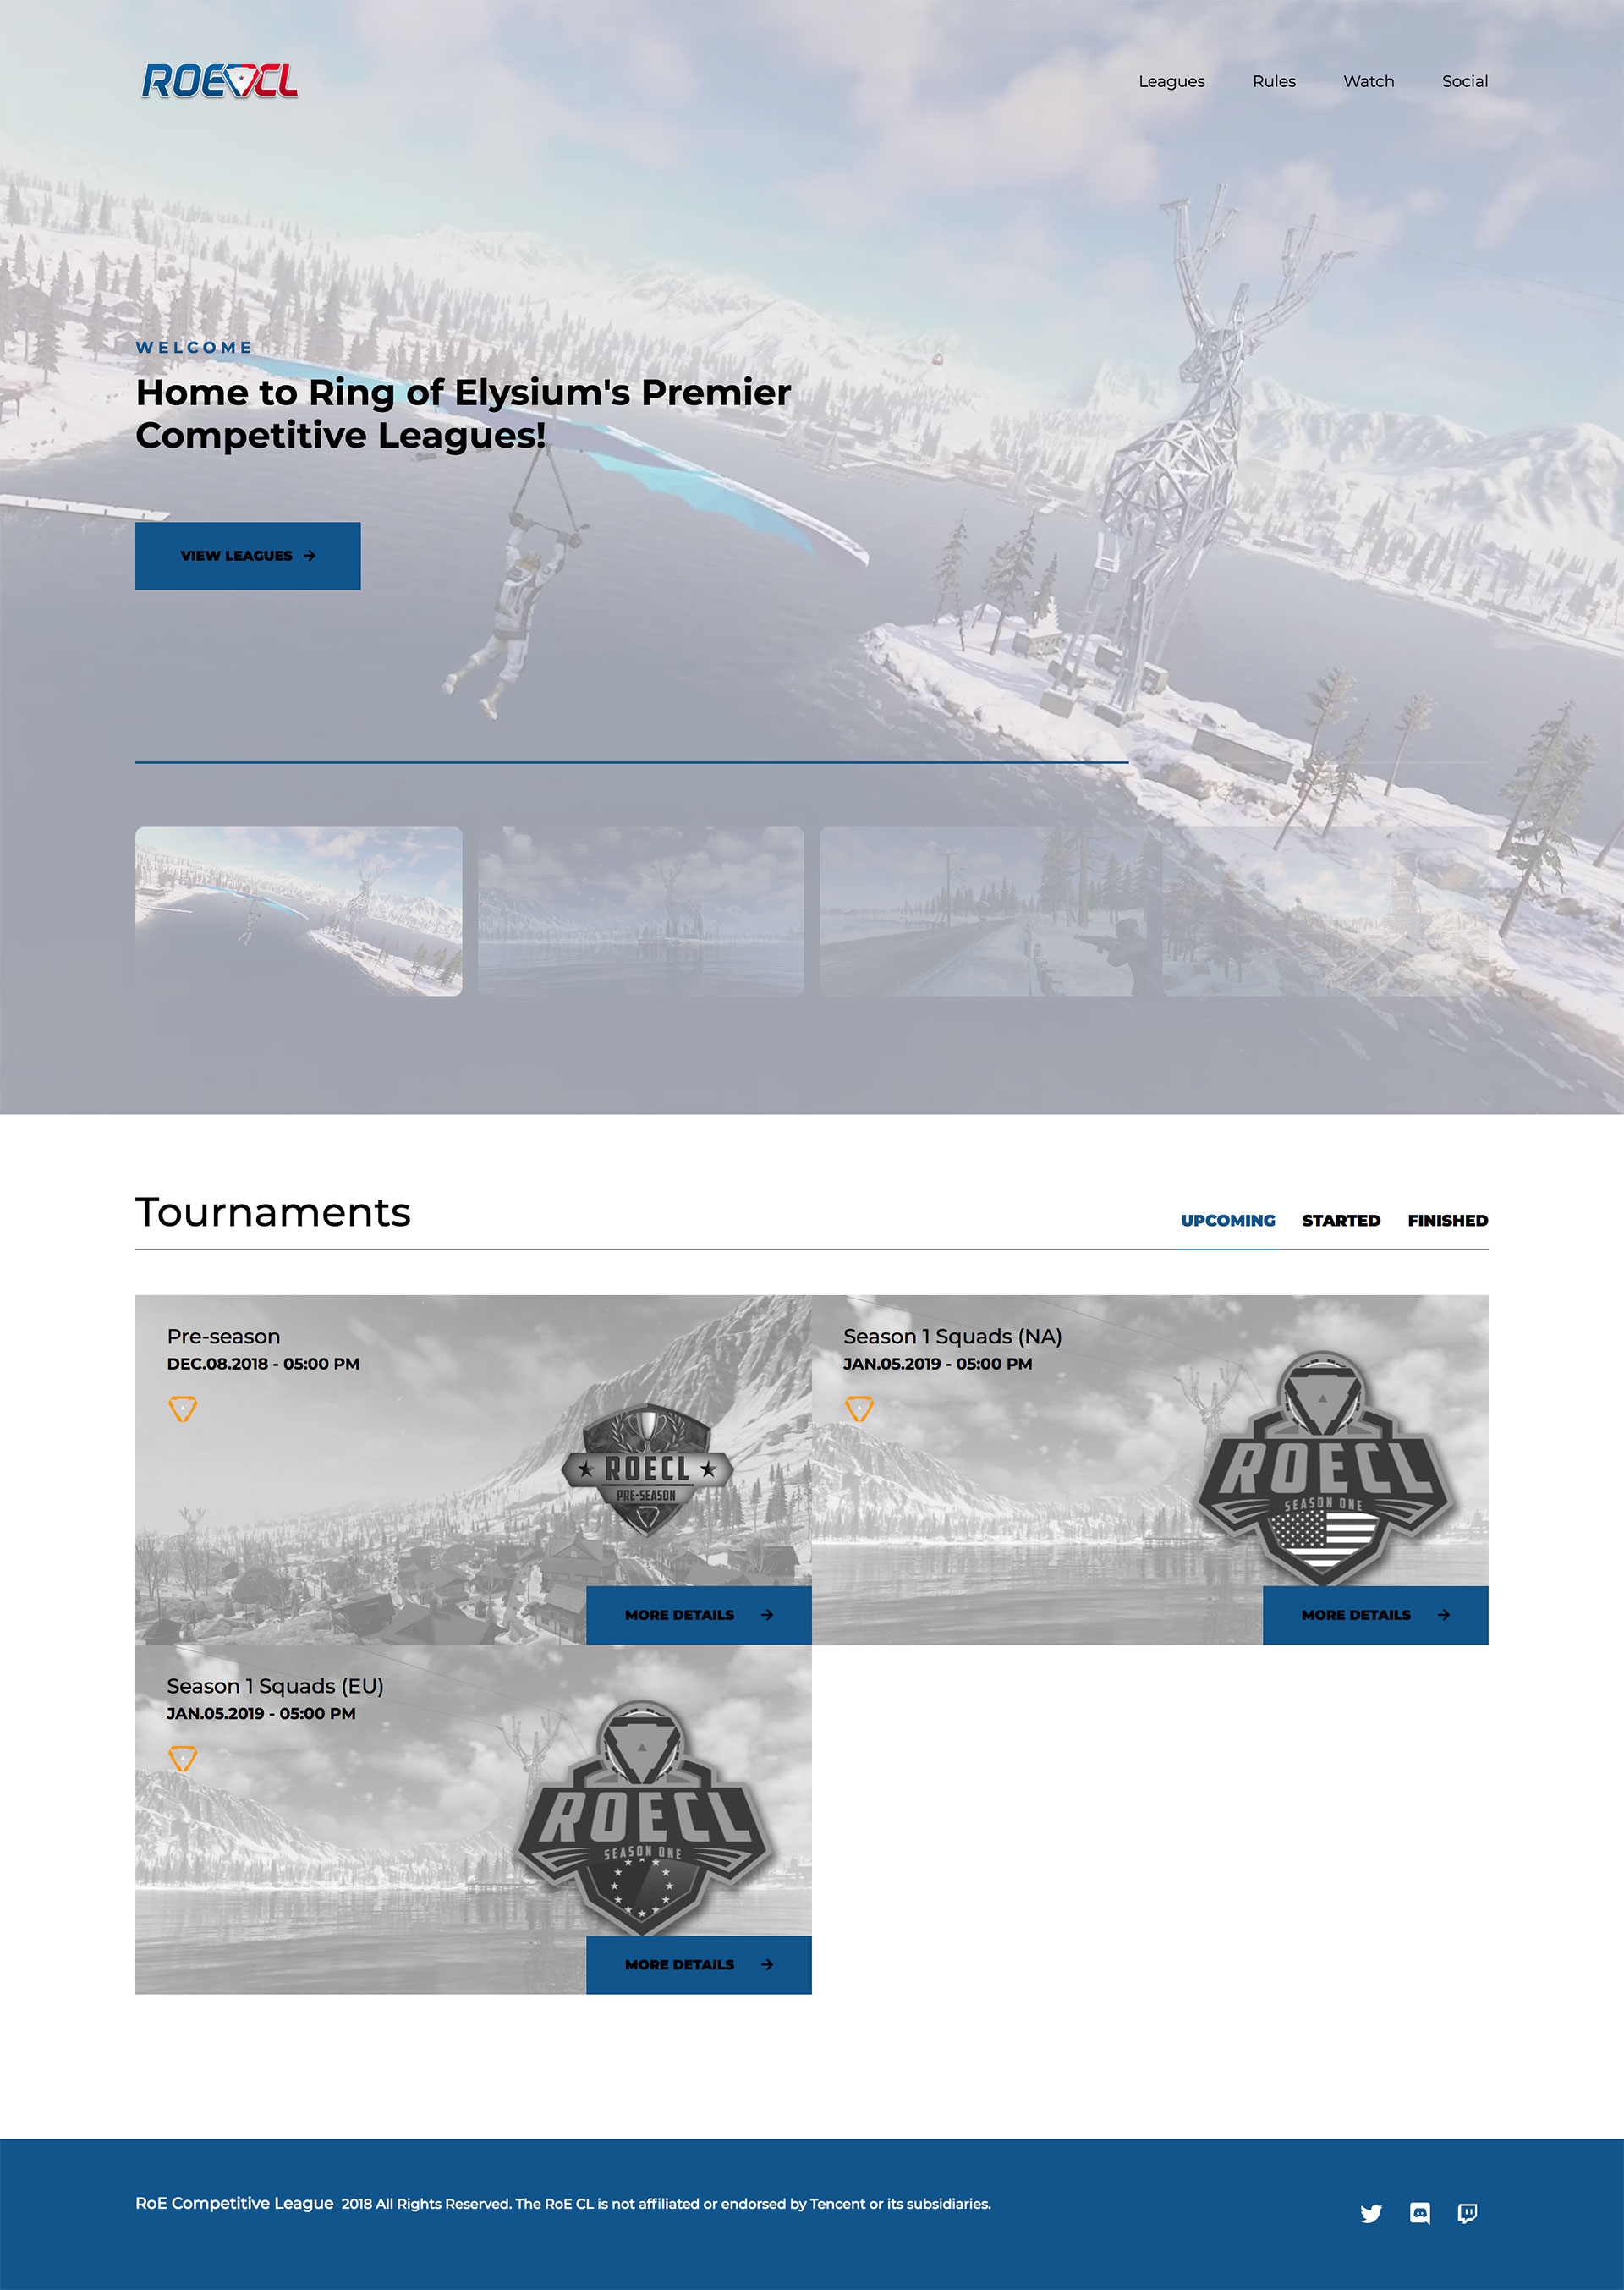 ROECL
Leagues
Rules
Watch
Social
WELCOME
Home to Ring of Elysium's Premier
Competitive Leagues!
VIEW LEAGUES
Tournaments
UPCOMING
STARTED
FINISHED
Pre-season
DEC.08.2018 - 05:00 PM
ROECL
PRE-SEASON
MORE DETAILS
Season 1 Squads (NA)
JAN.05.2019 - 05:00 PM
ROECL
SEASON ONE
MORE DETAILS
Season 1 Squads (EU)
JAN.05.2019 - 05:00 PM
ROECL
SEASON ONE
MORE DETAILS
RoE Competitive League 2018 All Rights Reserved. The RoE CL is not affiliated or endorsed by Tencent or its subsidiaries.